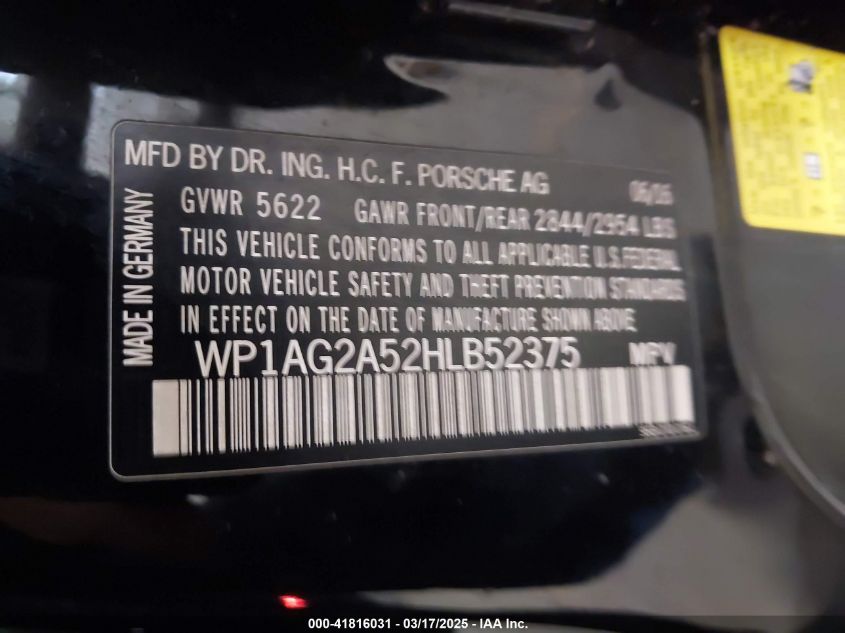 MFD BY DR. ING. H.C. F. PORSCHE AG 06/16
GVWR 5622 GAWR FRONT/REAR 2844/2954 LBS
THIS VEHICLE CONFORMS TO ALL APPLICABLE U.S. FEDERAL
MOTOR VEHICLE SAFETY AND THEFT PREVENTION STANDARDS
IN EFFECT ON THE DATE OF MANUFACTURE SHOWN ABOVE.
WP1AG2A52HLB52375 MPV
MADE IN GERMANY
000-41816031 — 03/17/2025 — IAA Inc.